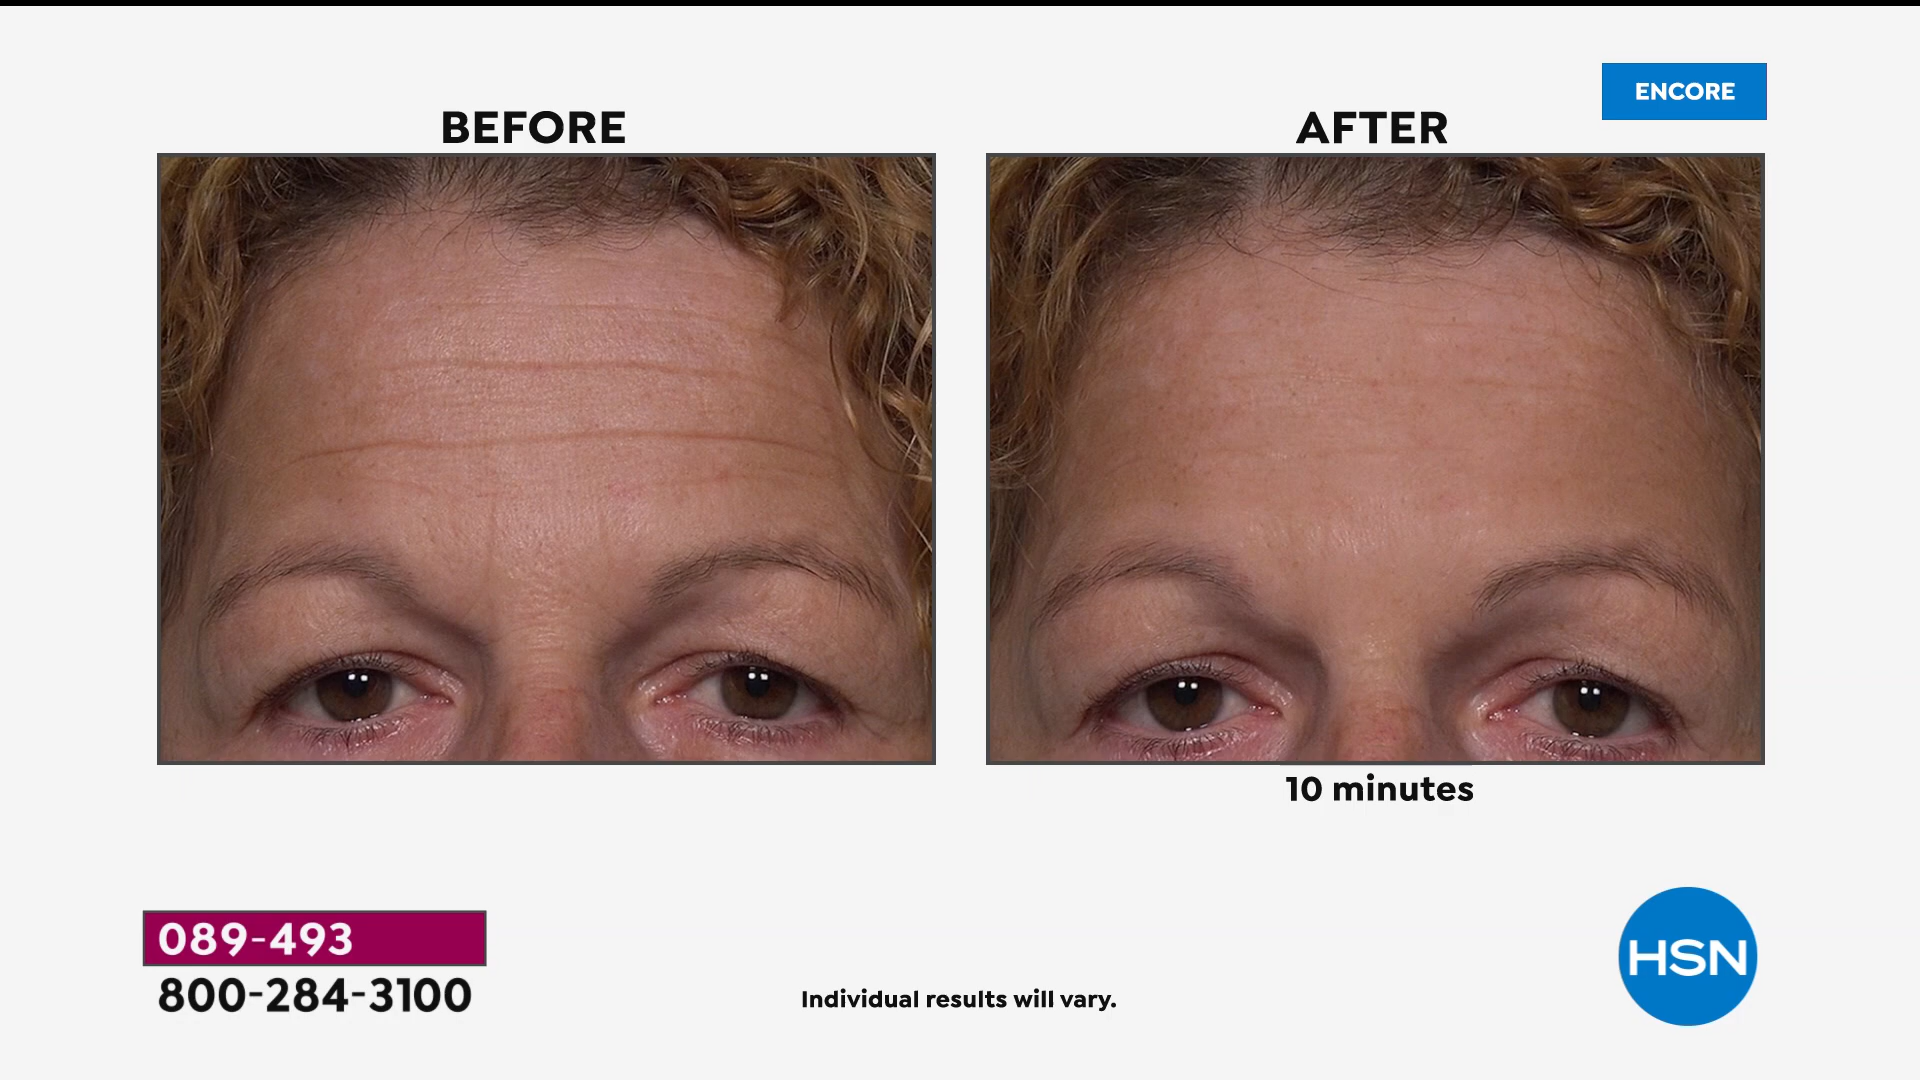 ENCORE
BEFORE
AFTER
10 minutes
089-493
800-284-3100
Individual results will vary.
HSN